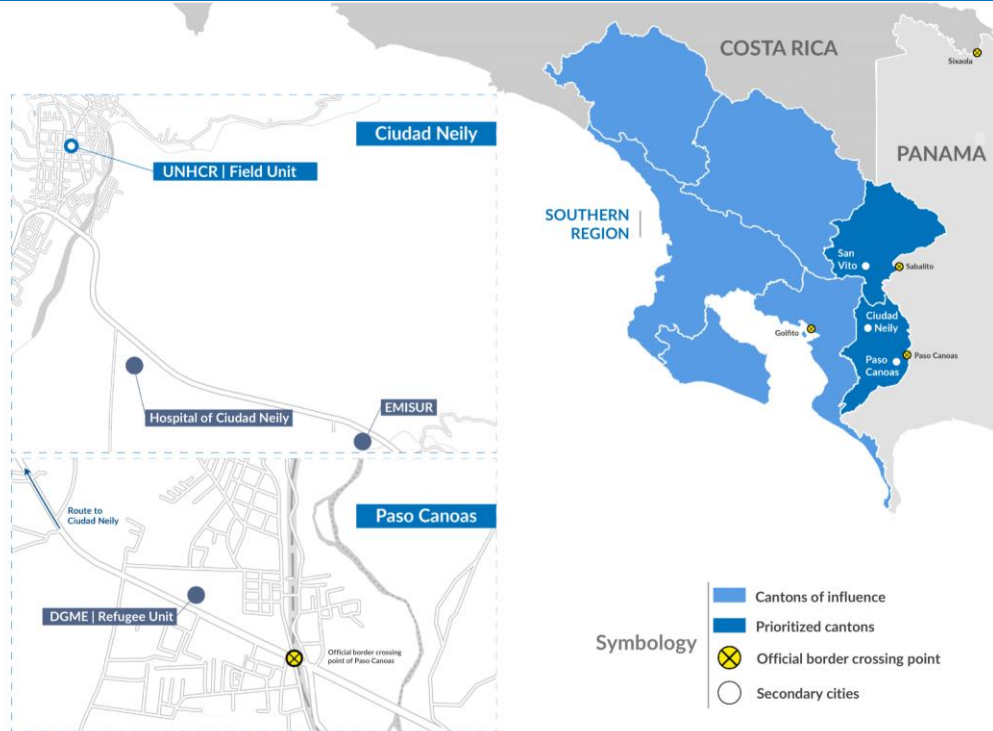 Ciudad Neily
UNHCR | Field Unit
Hospital of Ciudad Neily
EMISUR
Paso Canoas
Route to
Ciudad Neily
DGME | Refugee Unit
Official border crossing
point of Paso Canoas
COSTA RICA
Sixaola
PANAMA
SOUTHERN
REGION
San
Vito
Sabalito
Ciudad
Neily
Golfito
Paso Canoas
Paso
Canoas
Symbology
Cantons of influence
Prioritized cantons
Official border crossing point
Secondary cities